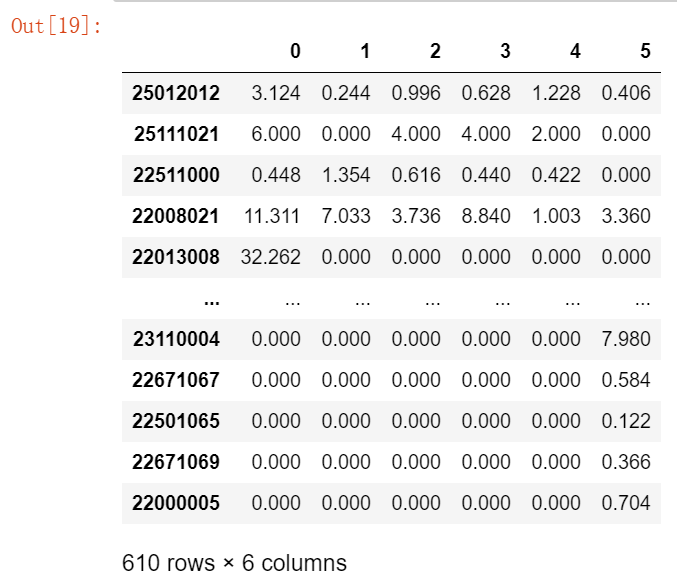 Out[19]:
0 1 2 3 4 5
25012012 3.124 0.244 0.996 0.628 1.228 0.406
25111021 6.000 0.000 4.000 4.000 2.000 0.000
22511000 0.448 1.354 0.616 0.440 0.422 0.000
22008021 11.311 7.033 3.736 8.840 1.003 3.360
22013008 32.262 0.000 0.000 0.000 0.000 0.000
... ... ... ... ... ... ...
23110004 0.000 0.000 0.000 0.000 0.000 7.980
22671067 0.000 0.000 0.000 0.000 0.000 0.584
22501065 0.000 0.000 0.000 0.000 0.000 0.122
22671069 0.000 0.000 0.000 0.000 0.000 0.366
22000005 0.000 0.000 0.000 0.000 0.000 0.704
610 rows × 6 columns